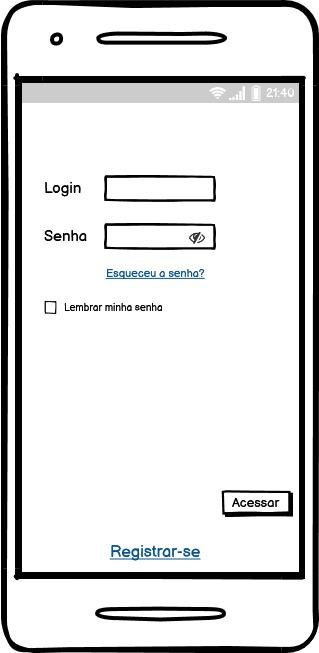 21:40
Login
Senha
Esqueceu a senha?
Lembrar minha senha
Acessar
Registrar-se